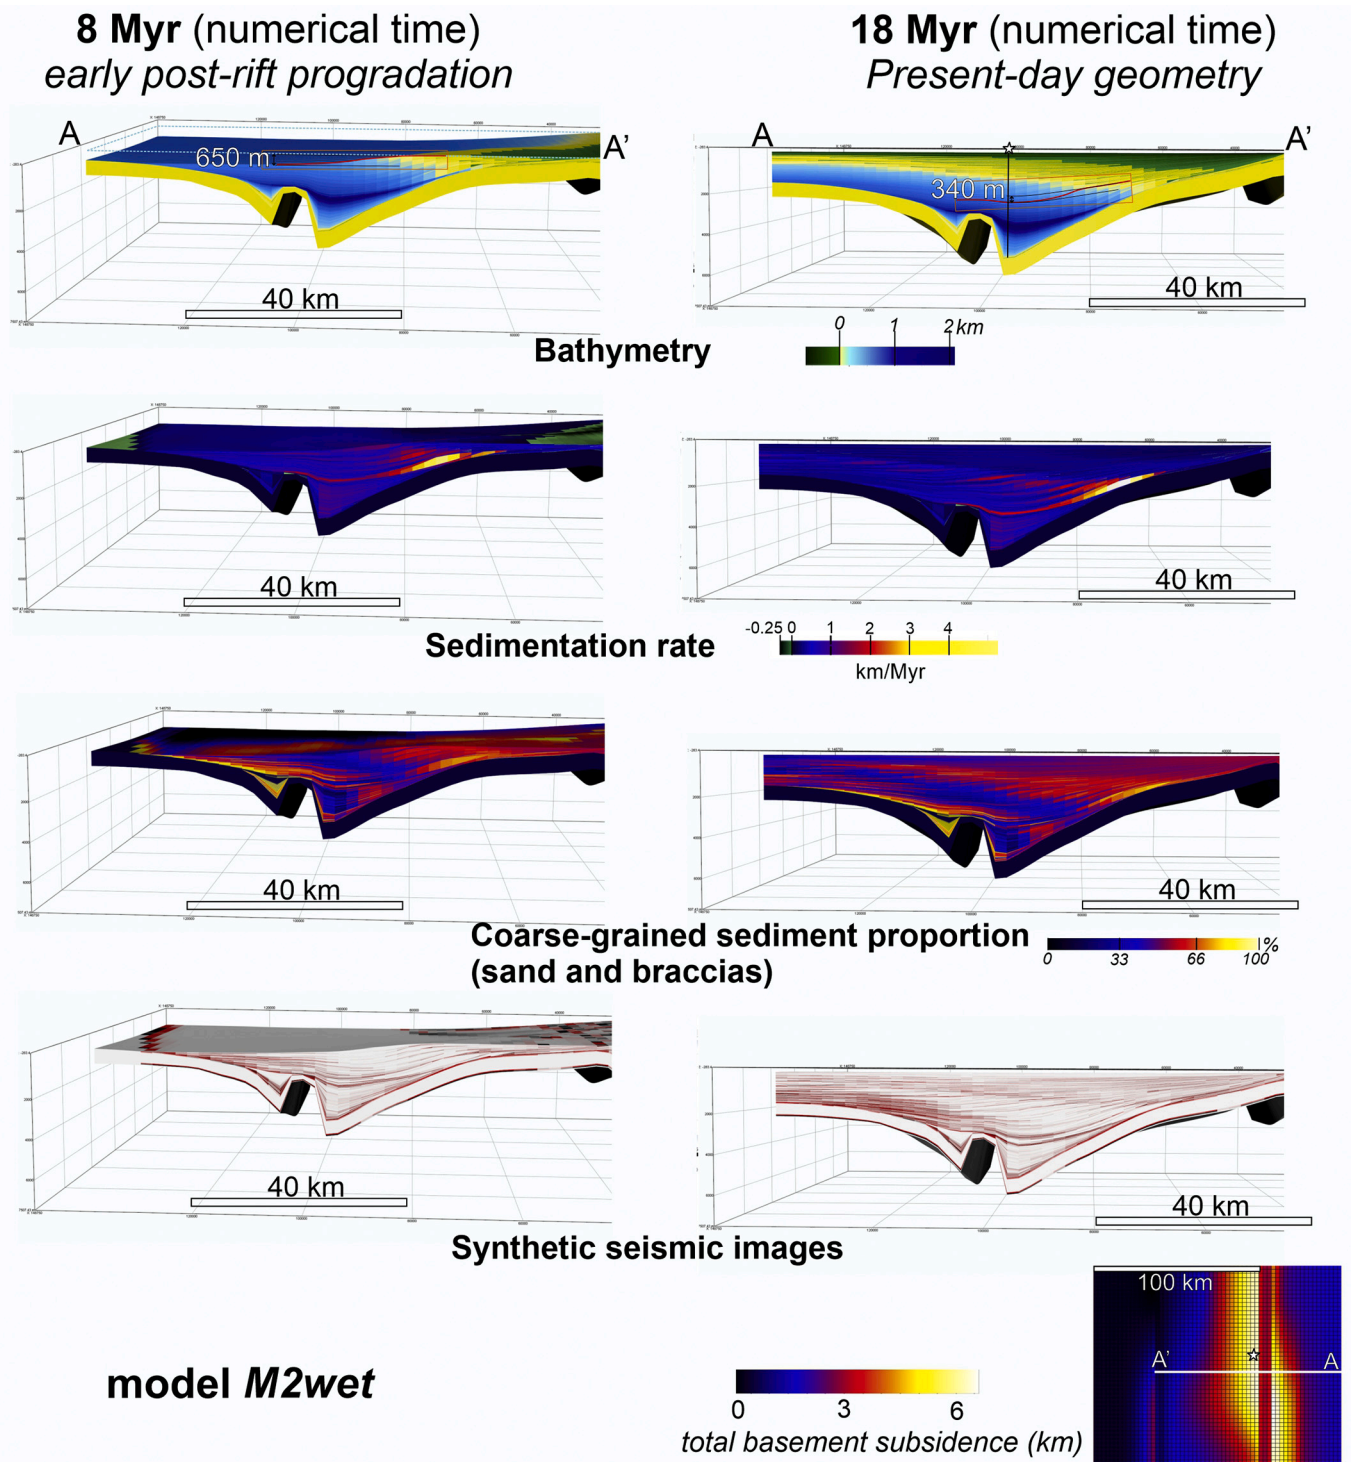 8 Myr (numerical time)
early post-rift progradation
18 Myr (numerical time)
Present-day geometry
A
A'
650 m
40 km
A
A'
340 m
40 km
Bathymetry
0 1 2km
40 km
40 km
Sedimentation rate
-0.25 0 1 2 3 4
km/Myr
40 km
40 km
Coarse-grained sediment proportion
(sand and braccias)
0 33 66 100 %
40 km
40 km
Synthetic seismic images
100 km
A' A
model M2wet
0 3 6
total basement subsidence (km)